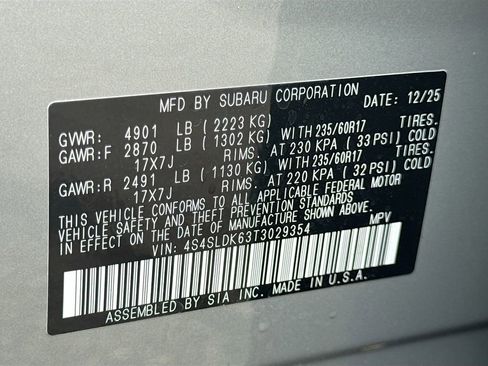 MFD BY SUBARU CORPORATION DATE: 12/25
GVWR: 4901 LB (2223 KG) TIRES.
GAWR:F 2870 LB (1302 KG) WITH 235/60R17
17X7J RIMS. AT 230 KPA (33 PSI) COLD
GAWR:R 2491 LB (1130 KG) WITH 235/60R17 TIRES.
17X7J RIMS. AT 220 KPA (32 PSI) COLD
THIS VEHICLE CONFORMS TO ALL APPLICABLE FEDERAL MOTOR
VEHICLE SAFETY AND THEFT PREVENTION STANDARDS
IN EFFECT ON THE DATE OF MANUFACTURE SHOWN ABOVE.
VIN: 4S4SLDK63T3029354 MPV
ASSEMBLED BY SIA INC. MADE IN U.S.A.